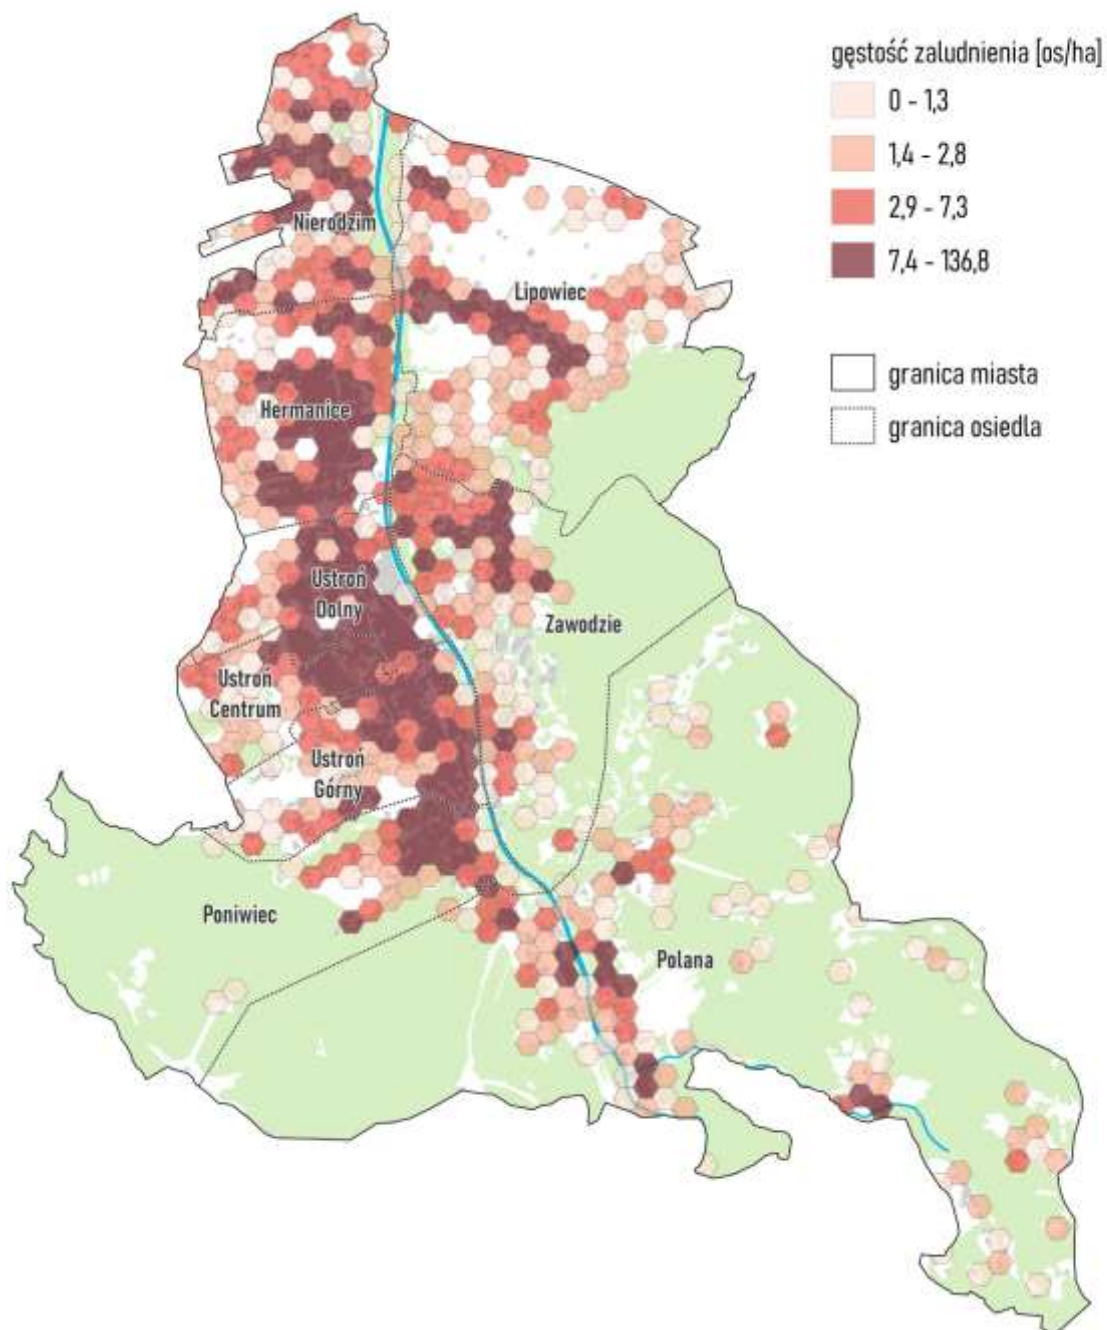 gęstość zaludnienia [os/ha]
0 - 1,3
1,4 - 2,8
2,9 - 7,3
7,4 - 136,8
granica miasta
granica osiedla
Nierodzim
Lipowiec
Hermanice
Ustroń
Dolny
Zawodzie
Ustroń
Centrum
Ustroń
Górny
Poniwiec
Polana